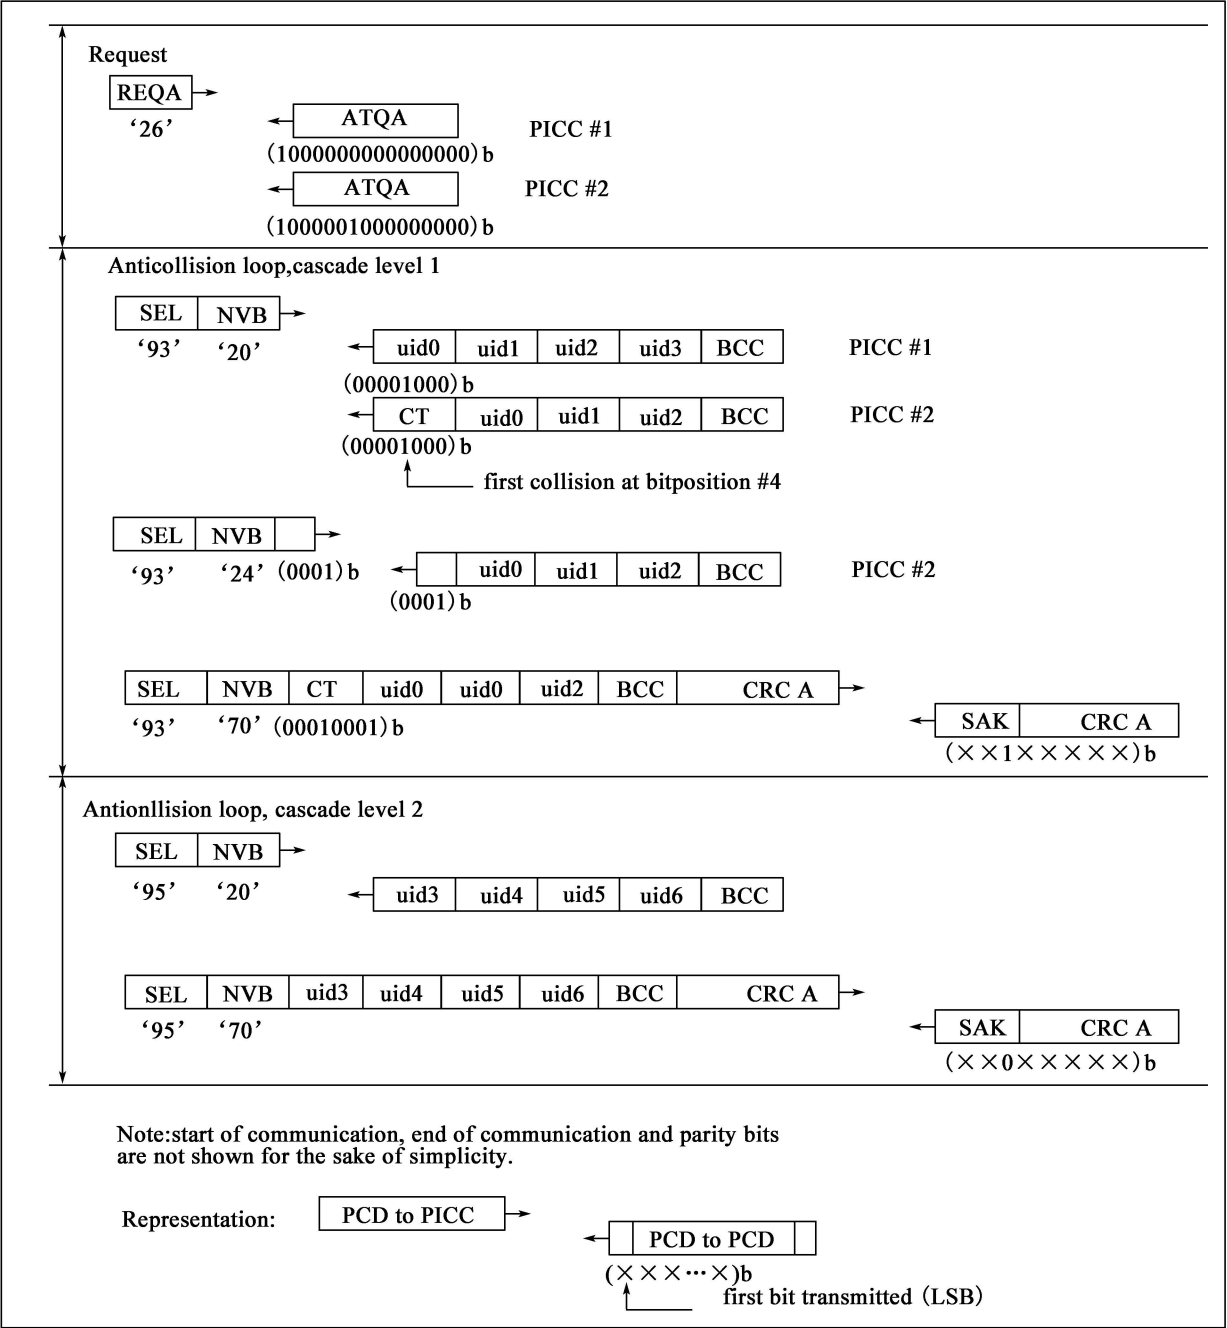 Request
REQA
‘26’
ATQA
PICC #1
(1000000000000000)b
ATQA
PICC #2
(1000001000000000)b
Anticollision loop,cascade level 1
SEL NVB
‘93’ ‘20’
uid0 uid1 uid2 uid3 BCC
PICC #1
(00001000)b
CT uid0 uid1 uid2 BCC
PICC #2
(00001000)b
first collision at bitposition #4
SEL NVB
‘93’ ‘24’ (0001)b
uid0 uid1 uid2 BCC
PICC #2
(0001)b
SEL NVB CT uid0 uid0 uid2 BCC CRC A
‘93’ ‘70’ (00010001)b
SAK CRC A
(××1×××××)b
Antionllision loop, cascade level 2
SEL NVB
‘95’ ‘20’
uid3 uid4 uid5 uid6 BCC
SEL NVB uid3 uid4 uid5 uid6 BCC CRC A
‘95’ ‘70’
SAK CRC A
(××0×××××)b
Note:start of communication, end of communication and parity bits
are not shown for the sake of simplicity.
Representation:
PCD to PICC
PCD to PCD
(×××···×)b
first bit transmitted (LSB)